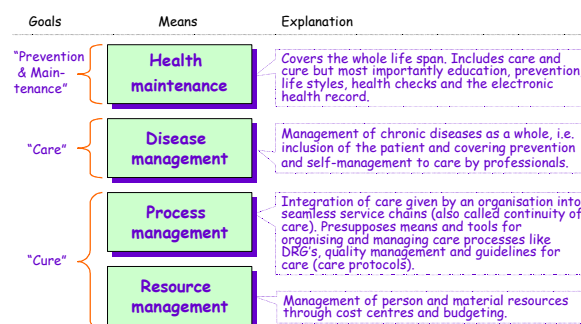 Goals Means Explanation
"Prevention
& Main-
tenance"
Health
maintenance
Covers the whole life span. Includes care and
cure but most importantly education, prevention
life styles, health checks and the electronic
health record.
"Care"
Disease
management
Management of chronic diseases as a whole, i.e.
inclusion of the patient and covering prevention
and self-management to care by professionals.
"Cure"
Process
management
Integration of care given by an organisation into
seamless service chains (also called continuity of
care). Presupposes means and tools for
organising and managing care processes like
DRG's, quality management and guidelines for
care (care protocols).
Resource
management
Management of person and material resources
through cost centres and budgeting.